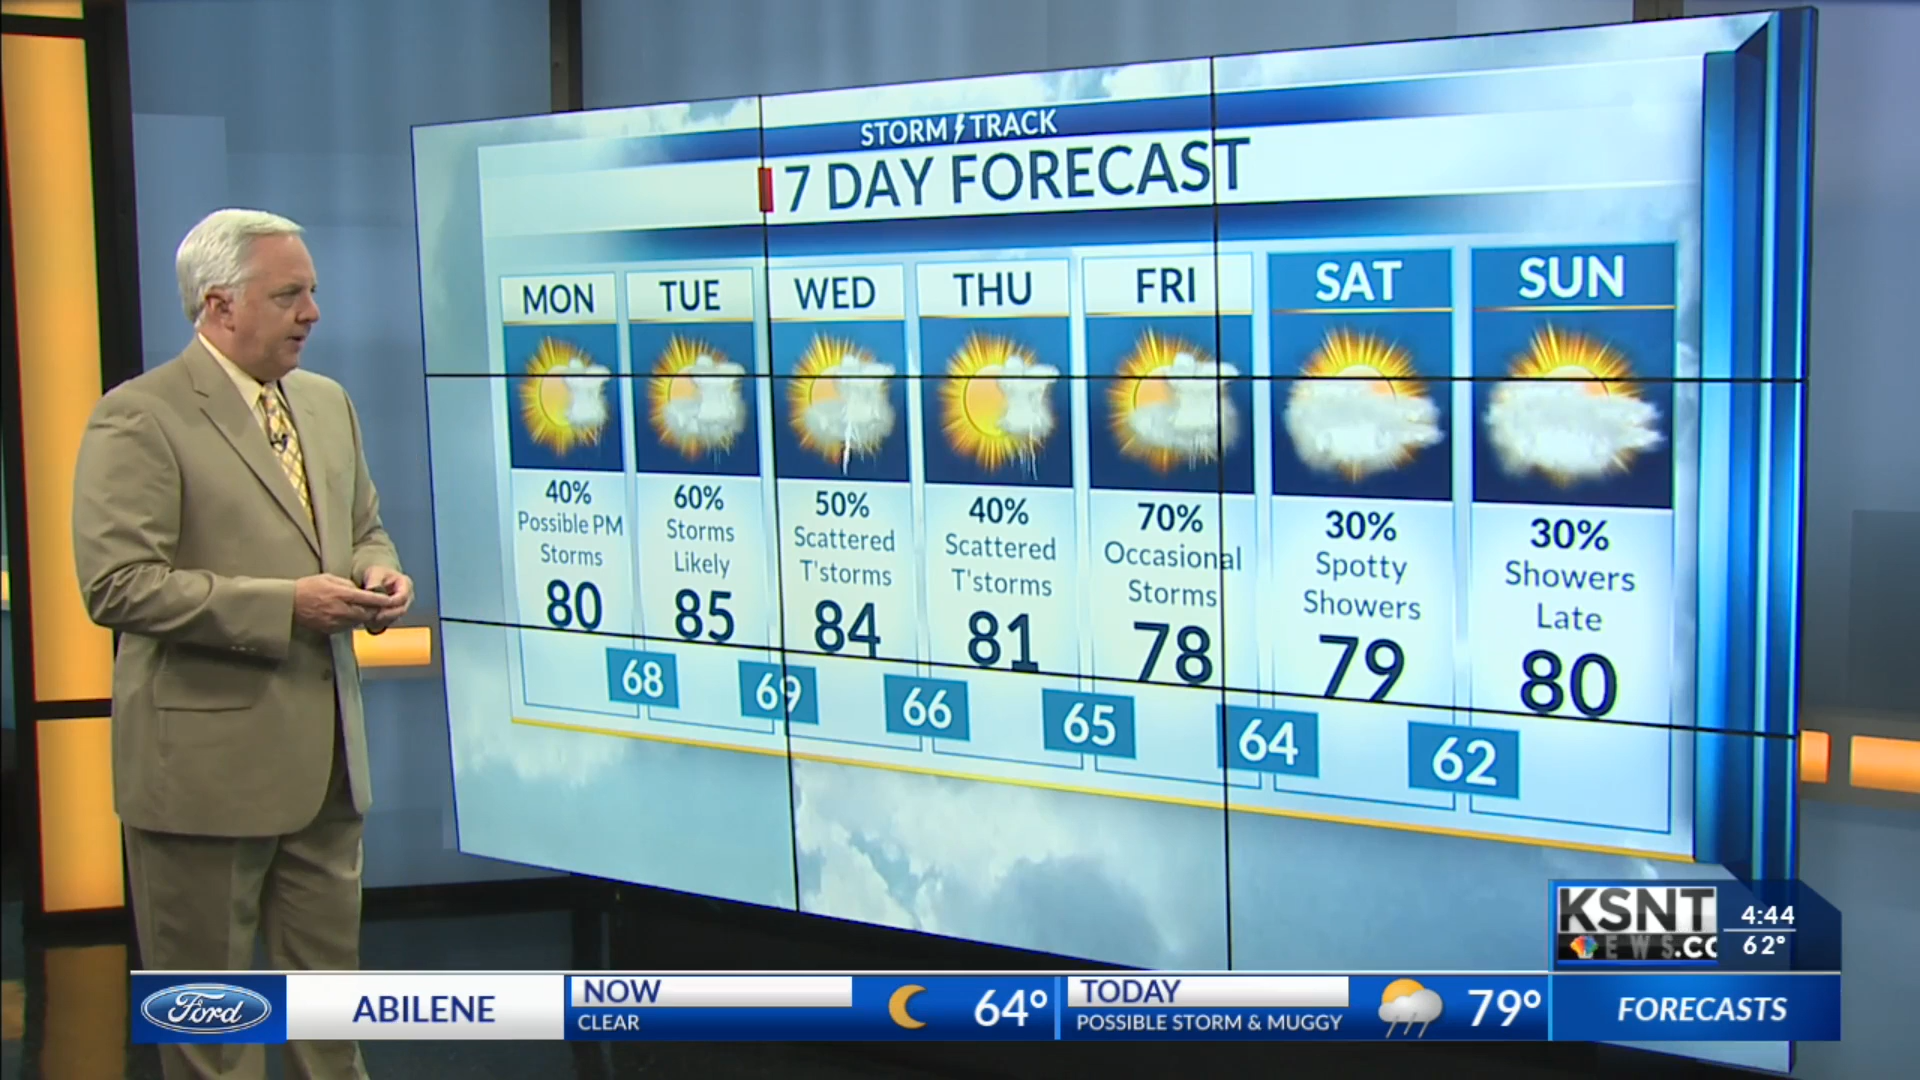 STORM TRACK
7 DAY FORECAST
MON
40%
Possible PM
Storms
80
68
TUE
60%
Storms
Likely
85
69
WED
50%
Scattered
T'storms
84
66
THU
40%
Scattered
T'storms
81
65
FRI
70%
Occasional
Storms
78
64
SAT
30%
Spotty
Showers
79
62
SUN
30%
Showers
Late
80
KSNT
NEWS.CO
4:44
62°
Ford
ABILENE
NOW
CLEAR
64°
TODAY
POSSIBLE STORM & MUGGY
79°
FORECASTS